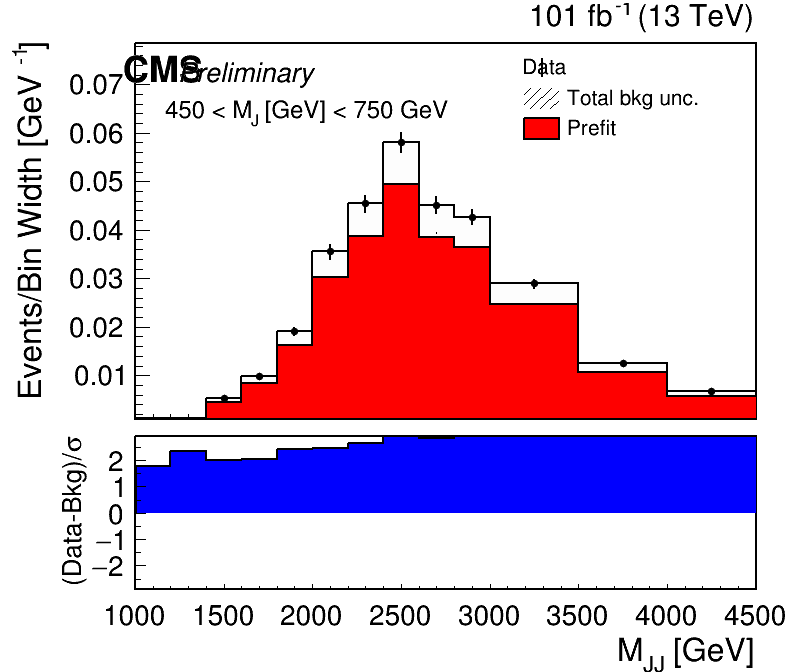 101 fb-1 (13 TeV)
CMS Preliminary
450 < MJ [GeV] < 750 GeV
Data
Total bkg unc.
Prefit
Events/Bin Width [GeV-1]
0.07
0.06
0.05
0.04
0.03
0.02
0.01
(Data-Bkg)/σ
2
1
0
−1
−2
1000 1500 2000 2500 3000 3500 4000 4500
MJJ [GeV]